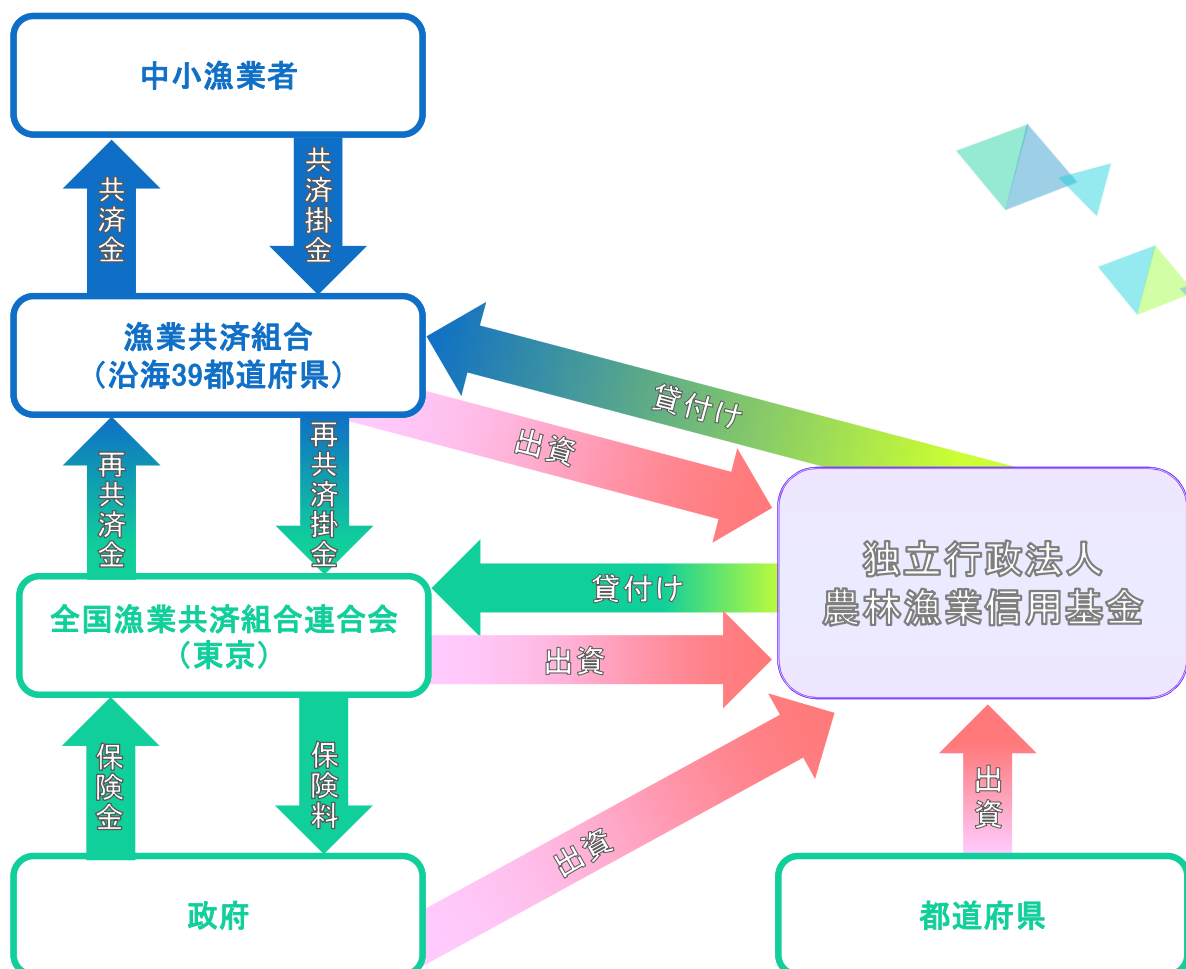 中小漁業者
共済金
共済掛金
漁業共済組合
（沿海39都道府県）
貸付け
出資
再共済金
再共済掛金
独立行政法人
農林漁業信用基金
貸付け
全国漁業共済組合連合会
（東京）
出資
保険金
保険料
出資
出資
政府
都道府県